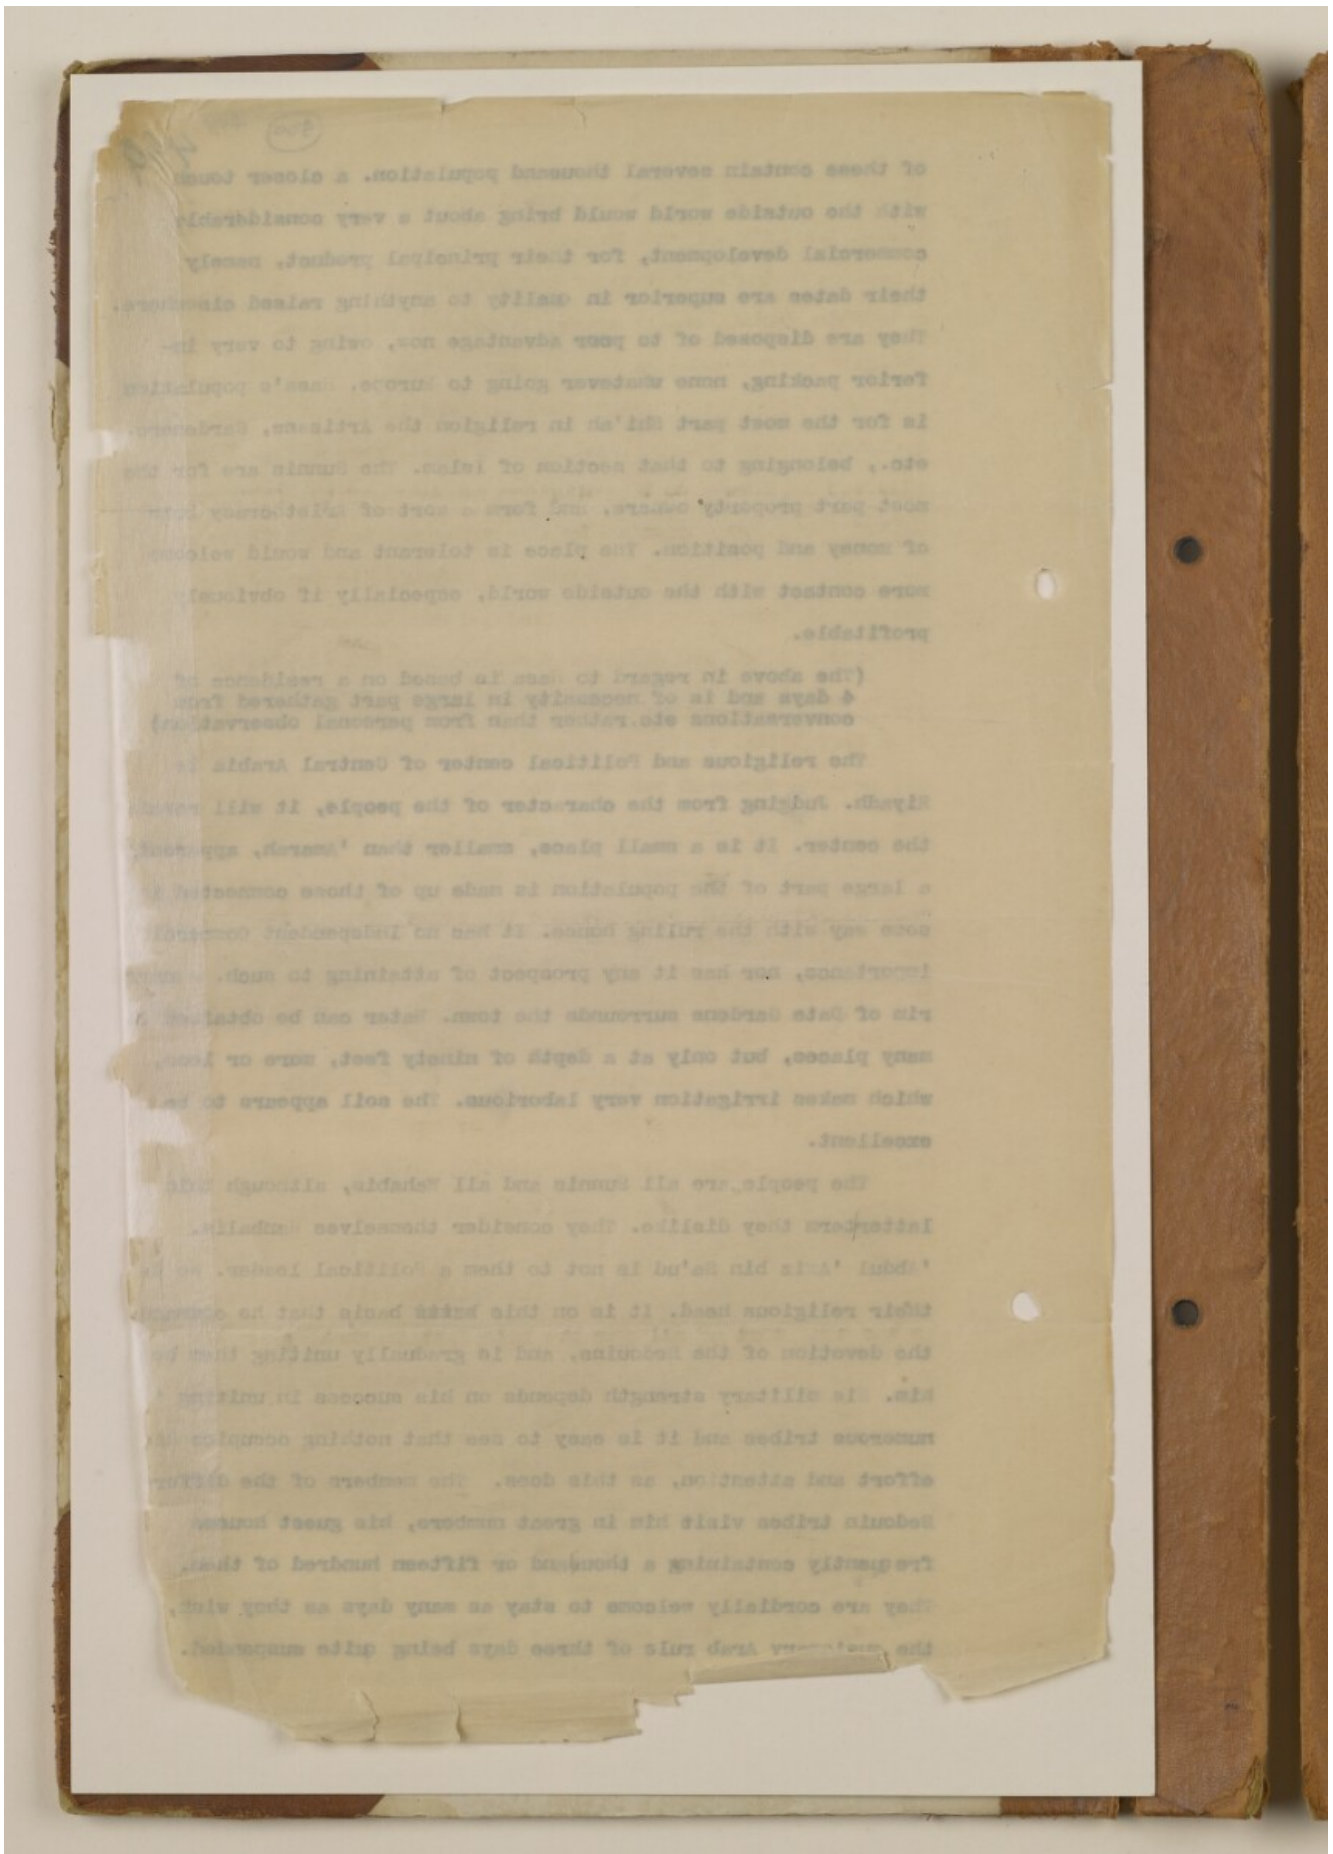 of these contain several thousand population. a closer touch
with the outside world would bring about a very considerable
commercial development, for their principal product, namely
their dates are superior in quality to anything raised elsewhere.
They are disposed of to poor advantage now, owing to very in-
ferior packing, none whatever going to Europe. Hasa's population
is for the most part Shi'ah in religion the Artisans, Gardeners,
etc., belonging to that section of Islam. The Sunnis are for the
most part property owners, and form a sort of Aristocracy both
of money and position. The place is tolerant and would welcome
more contact with the outside world, especially if obviously
profitable.
(The above in regard to Hasa is based on a residence of
4 days and is of necessity in large part gathered from
conversations etc.rather than from personal observation)
The religious and Political center of Central Arabia is
Riyadh. Judging from the character of the people, it will
the center. It is a small place, smaller than 'Amarah,
a large part of the population is made up of those connected
some way with the ruling house. It has no independent
importance, nor has it any prospect of attaining to such.
rim of Date Gardens surrounds the town. Water can be obtained
many places, but only at a depth of ninety feet, more or less,
which makes irrigation very laborious. The soil appears to be
excellent.
The people are all Sunnis and all Wahabis, although this
latter term they dislike. They consider themselves Hambalis.
'Abdul 'Aziz bin Sa'ud is not to them a Political leader. He is
their religious head. It is on this basis that he
the devotion of the Bedouins, and is gradually uniting them
him. His military strength depends on his success in uniting
numerous tribes and it is easy to see that nothing occupies his
effort and attention, as this does. The members of the
Bedouin tribes visit him in great numbers, his guest houses
frequently containing a thousand or fifteen hundred of them.
They are cordially welcome to stay as many days as they wish,
the customary Arab rule of three days being quite suspended.